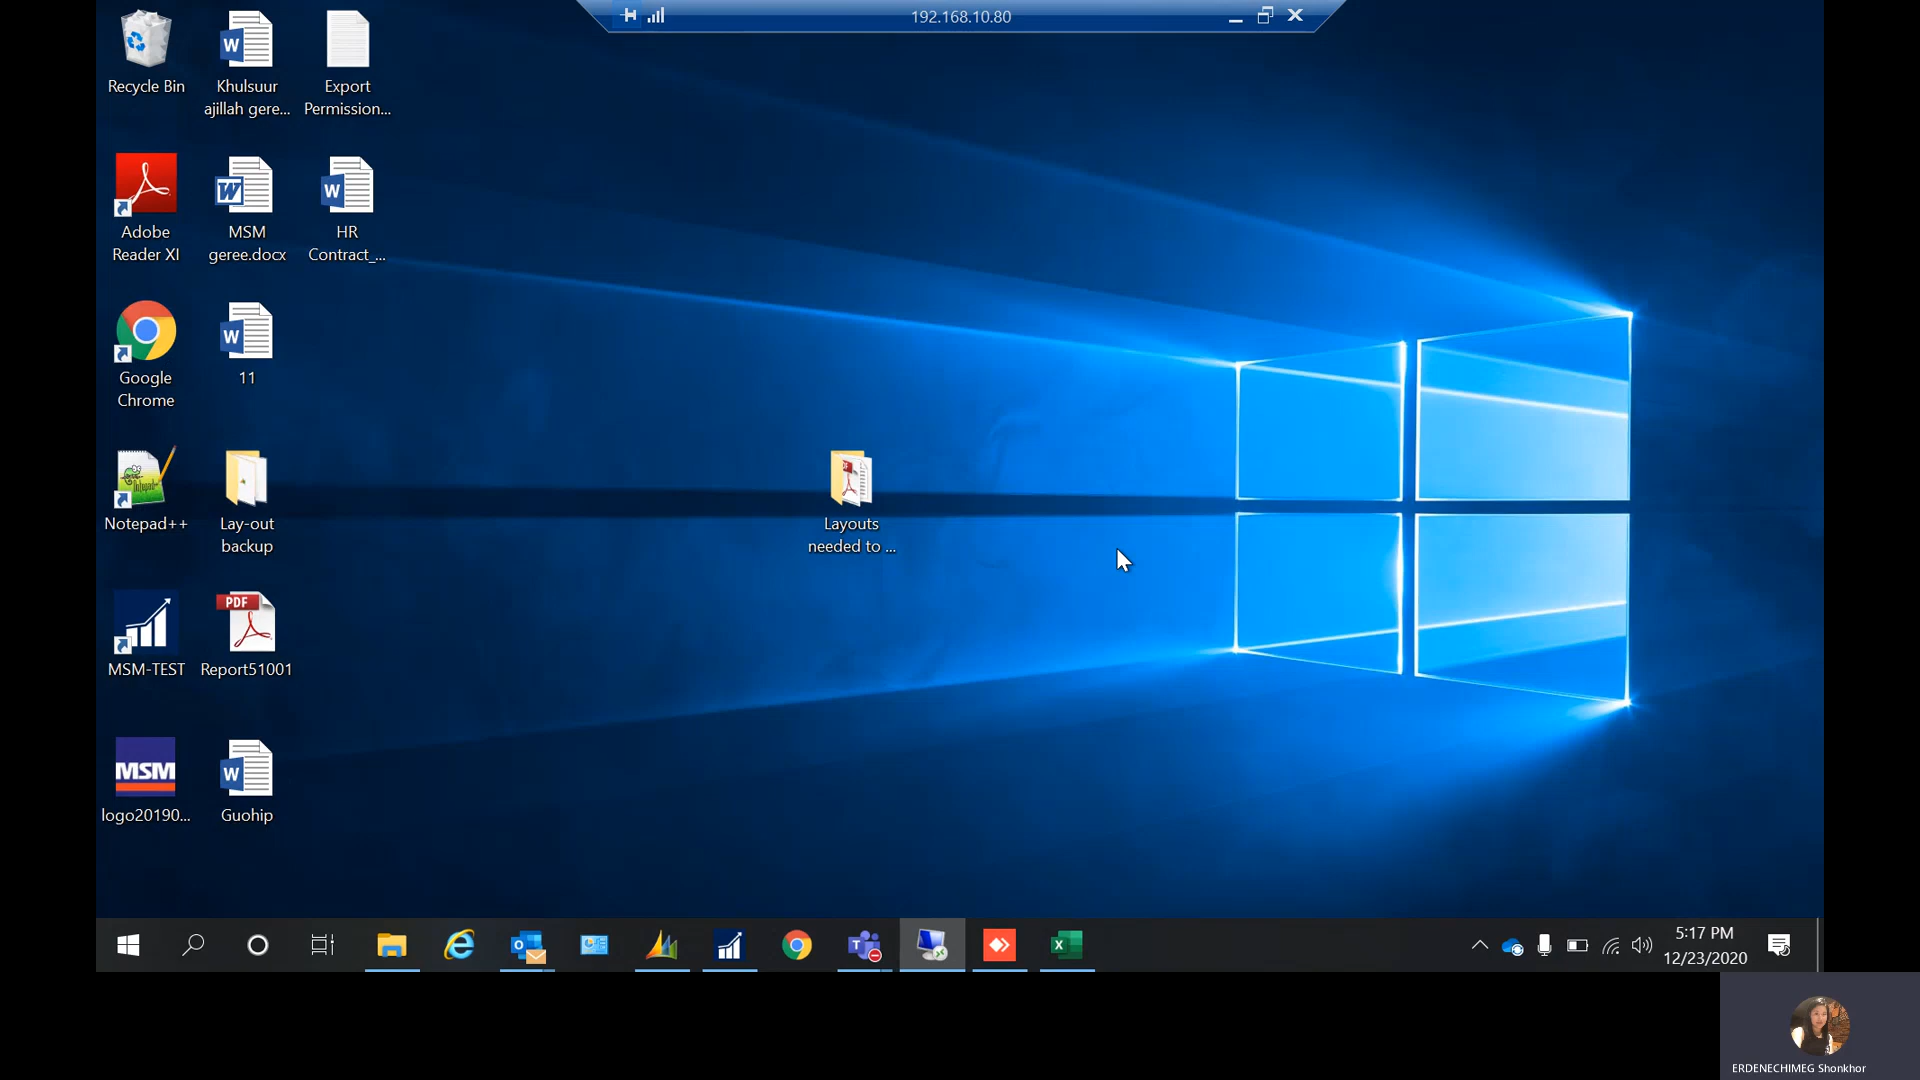 192.168.10.80
Recycle Bin
Khulsuur
ajillah gere...
Export
Permission...
Adobe
Reader XI
MSM
geree.docx
HR
Contract_...
Google
Chrome
11
Notepad++
Lay-out
backup
Layouts
needed to ...
MSM-TEST
PDF
Report51001
MSM
logo20190...
Guohip
5:17 PM
12/23/2020
ERDENECHIMEG Shonkhor